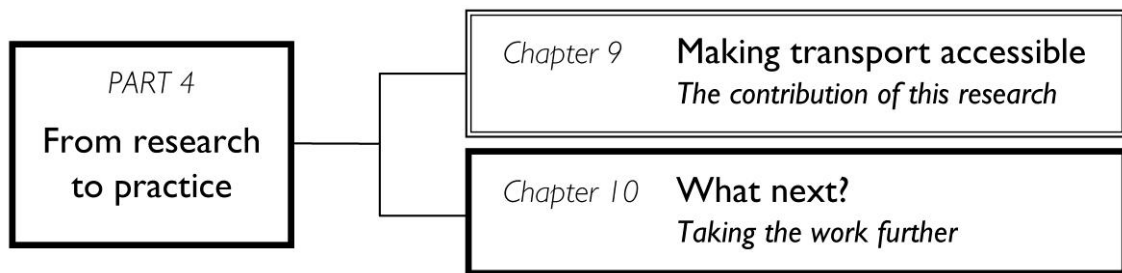 PART 4
From research
to practice
Chapter 9 Making transport accessible
The contribution of this research
Chapter 10 What next?
Taking the work further